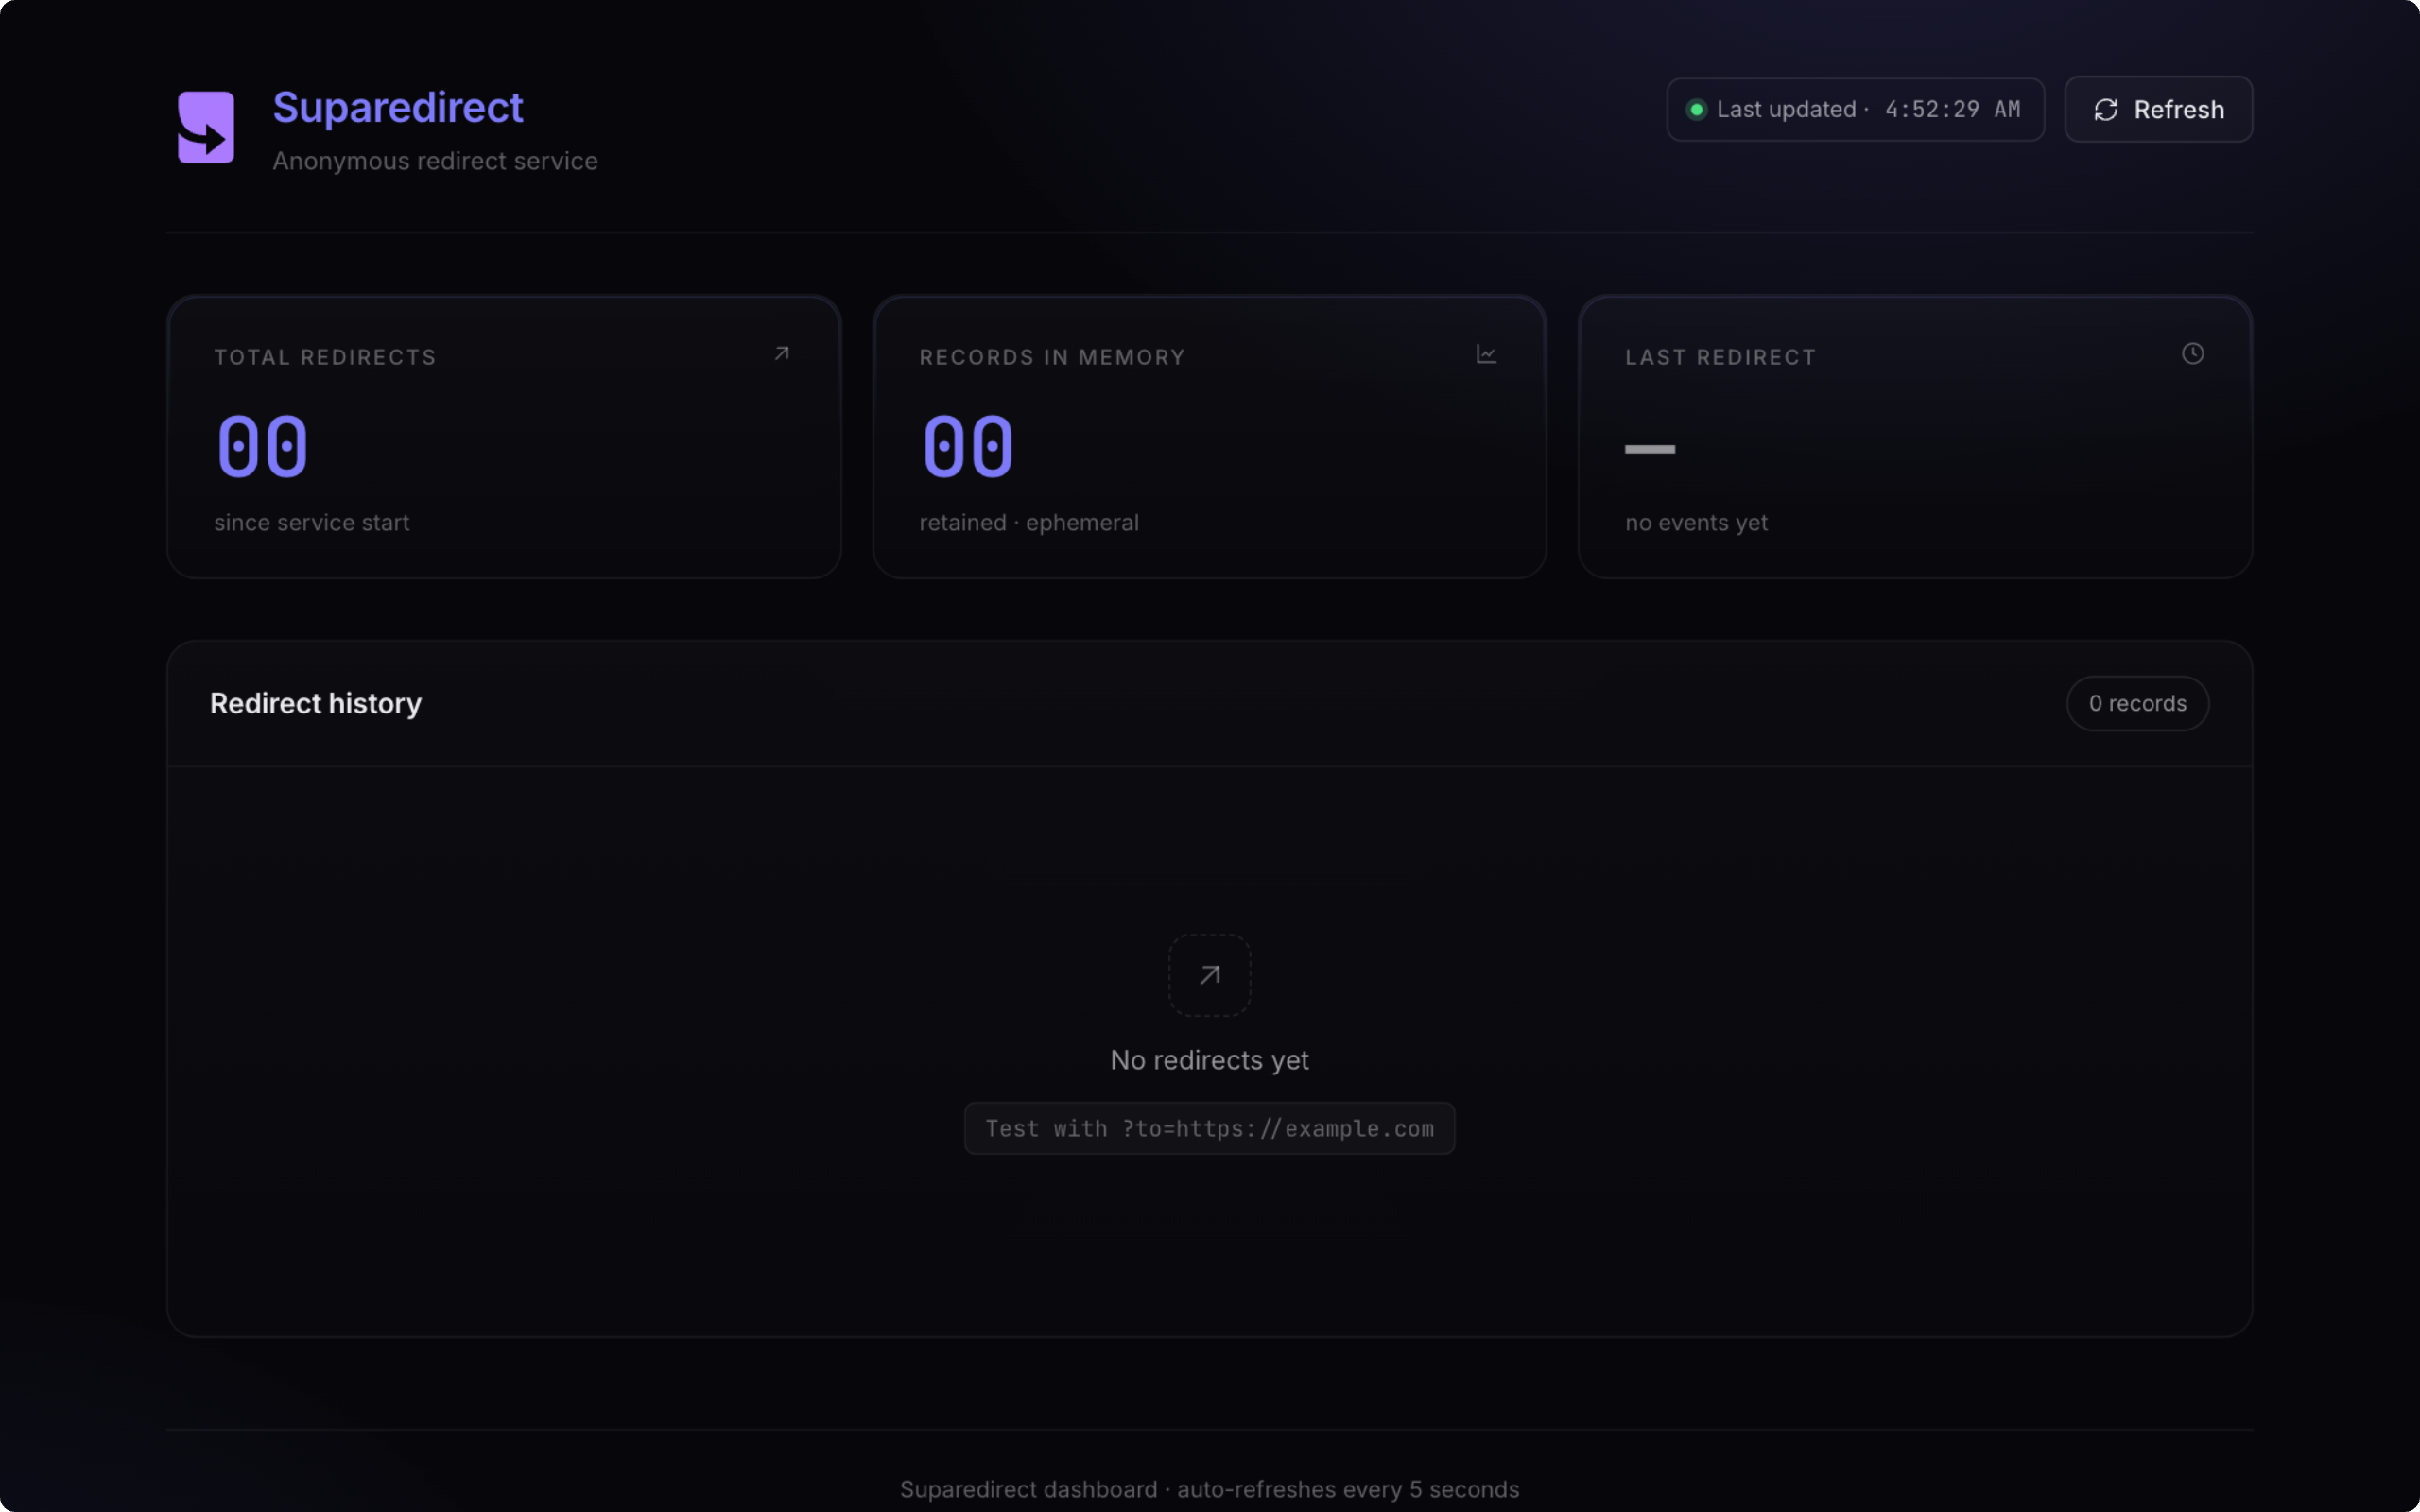 Suparedirect
Anonymous redirect service
Last updated · 4:52:29 AM
Refresh
TOTAL REDIRECTS
00
since service start
RECORDS IN MEMORY
00
retained · ephemeral
LAST REDIRECT
—
no events yet
Redirect history
0 records
No redirects yet
Test with ?to=https://example.com
Suparedirect dashboard · auto-refreshes every 5 seconds